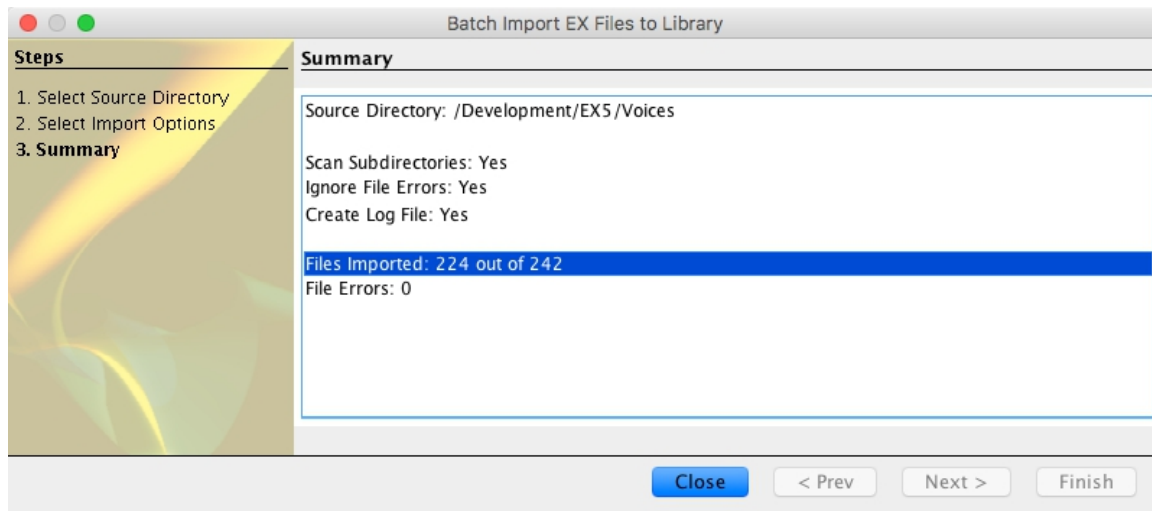 Batch Import EX Files to Library
Steps
1. Select Source Directory
2. Select Import Options
3. Summary
Summary
Source Directory: /Development/EX5/Voices
Scan Subdirectories: Yes
Ignore File Errors: Yes
Create Log File: Yes
Files Imported: 224 out of 242
File Errors: 0
Close
< Prev
Next >
Finish